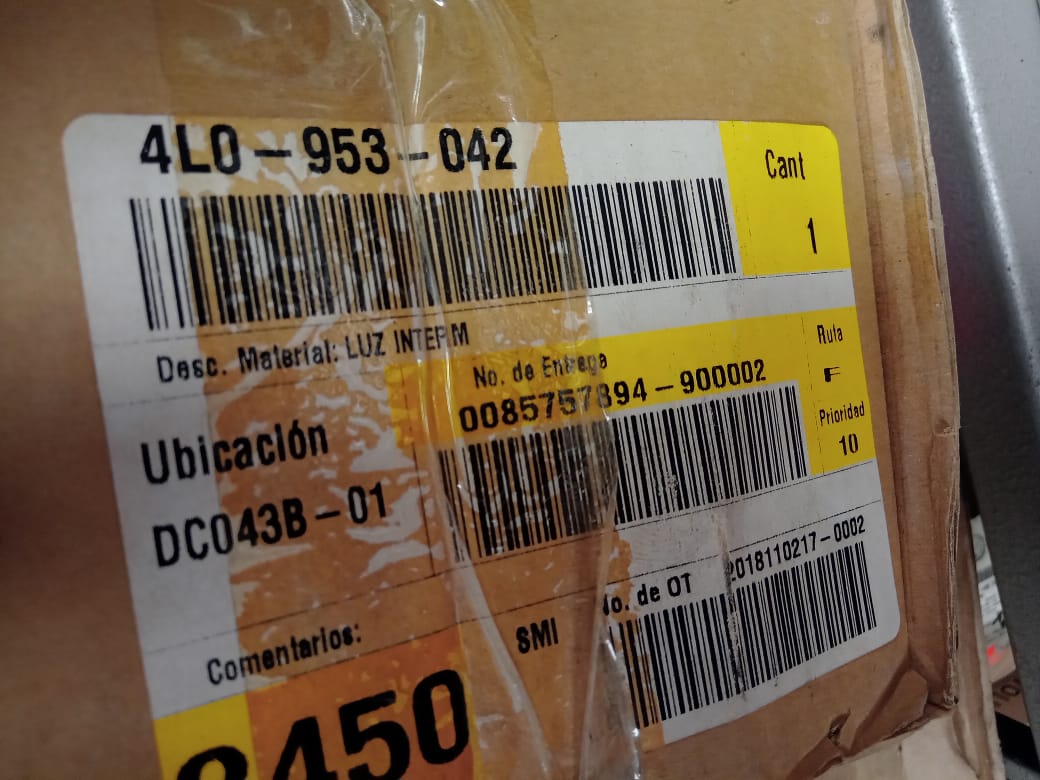 4L0-953-042
Cant
1
Desc. Material: LUZ INTERM
No. de Entrega
0085757894-900002
Ruta
F
Prioridad
10
Ubicación
DC043B-01
No. de OT
2018110217-0002
Comentarios:
SMI